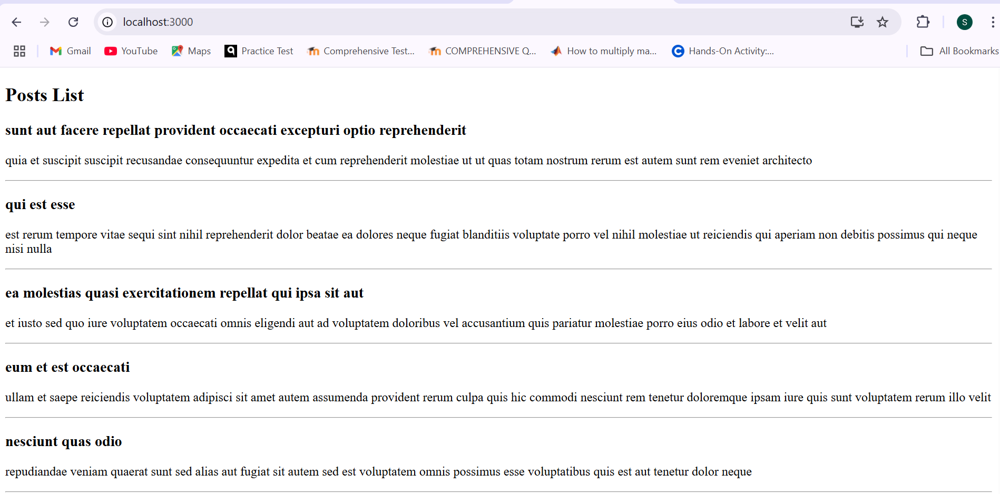 localhost:3000
S
Gmail
YouTube
Maps
Practice Test
Comprehensive Test...
COMPREHENSIVE Q...
How to multiply ma...
Hands-On Activity:...
All Bookmarks
Posts List
sunt aut facere repellat provident occaecati excepturi optio reprehenderit
quia et suscipit suscipit recusandae consequuntur expedita et cum reprehenderit molestiae ut ut quas totam nostrum rerum est autem sunt rem eveniet architecto
qui est esse
est rerum tempore vitae sequi sint nihil reprehenderit dolor beatae ea dolores neque fugiat blanditiis voluptate porro vel nihil molestiae ut reiciendis qui aperiam non debitis possimus qui neque
nisi nulla
ea molestias quasi exercitationem repellat qui ipsa sit aut
et iusto sed quo iure voluptatem occaecati omnis eligendi aut ad voluptatem doloribus vel accusantium quis pariatur molestiae porro eius odio et labore et velit aut
eum et est occaecati
ullam et saepe reiciendis voluptatem adipisci sit amet autem assumenda provident rerum culpa quis hic commodi nesciunt rem tenetur doloremque ipsam iure quis sunt voluptatem rerum illo velit
nesciunt quas odio
repudiandae veniam quaerat sunt sed alias aut fugiat sit autem sed est voluptatem omnis possimus esse voluptatibus quis est aut tenetur dolor neque